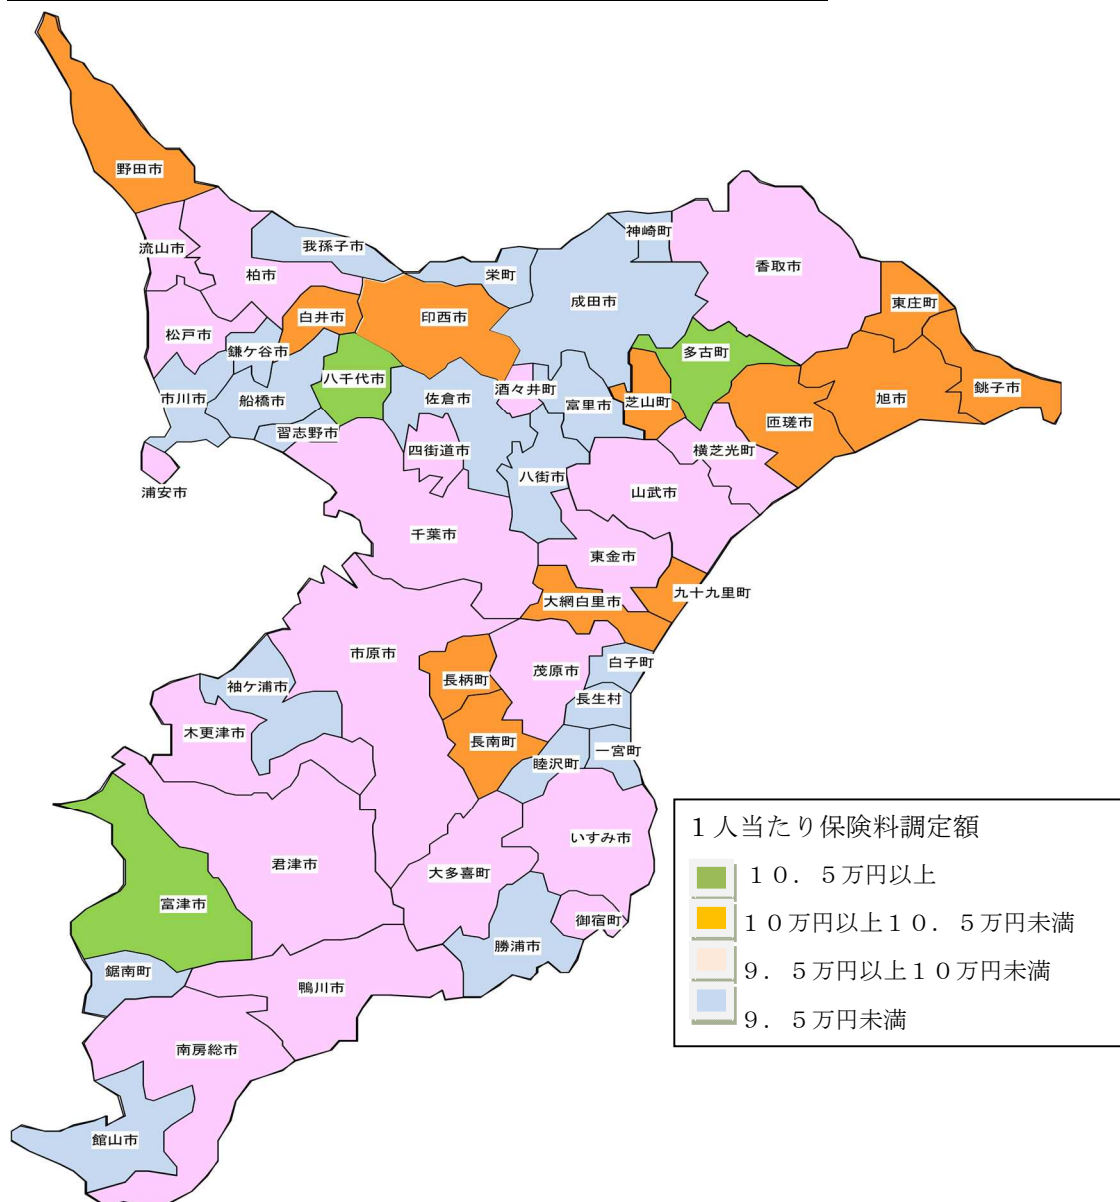 野田市
流山市
柏市
我孫子市
栄町
神崎町
成田市
香取市
東庄町
白井市
印西市
松戸市
鎌ケ谷市
多古町
八千代市
酒々井町
市川市
船橋市
佐倉市
富里市
芝山町
匝瑳市
旭市
銚子市
習志野市
四街道市
横芝光町
八街市
浦安市
山武市
千葉市
東金市
大網白里市
九十九里町
市原市
白子町
長柄町
茂原市
袖ケ浦市
長生村
木更津市
長南町
一宮町
睦沢町
いすみ市
君津市
大多喜町
富津市
御宿町
勝浦市
鋸南町
鴨川市
南房総市
館山市
1人当たり保険料調定額
10.5万円以上
10万円以上10.5万円未満
9.5万円以上10万円未満
9.5万円未満